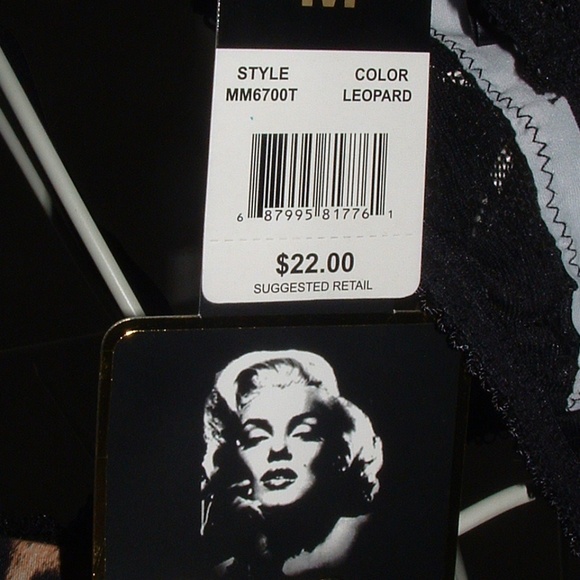 M
STYLE COLOR
MM6700T LEOPARD
6 87995 81776 1
$22.00
SUGGESTED RETAIL